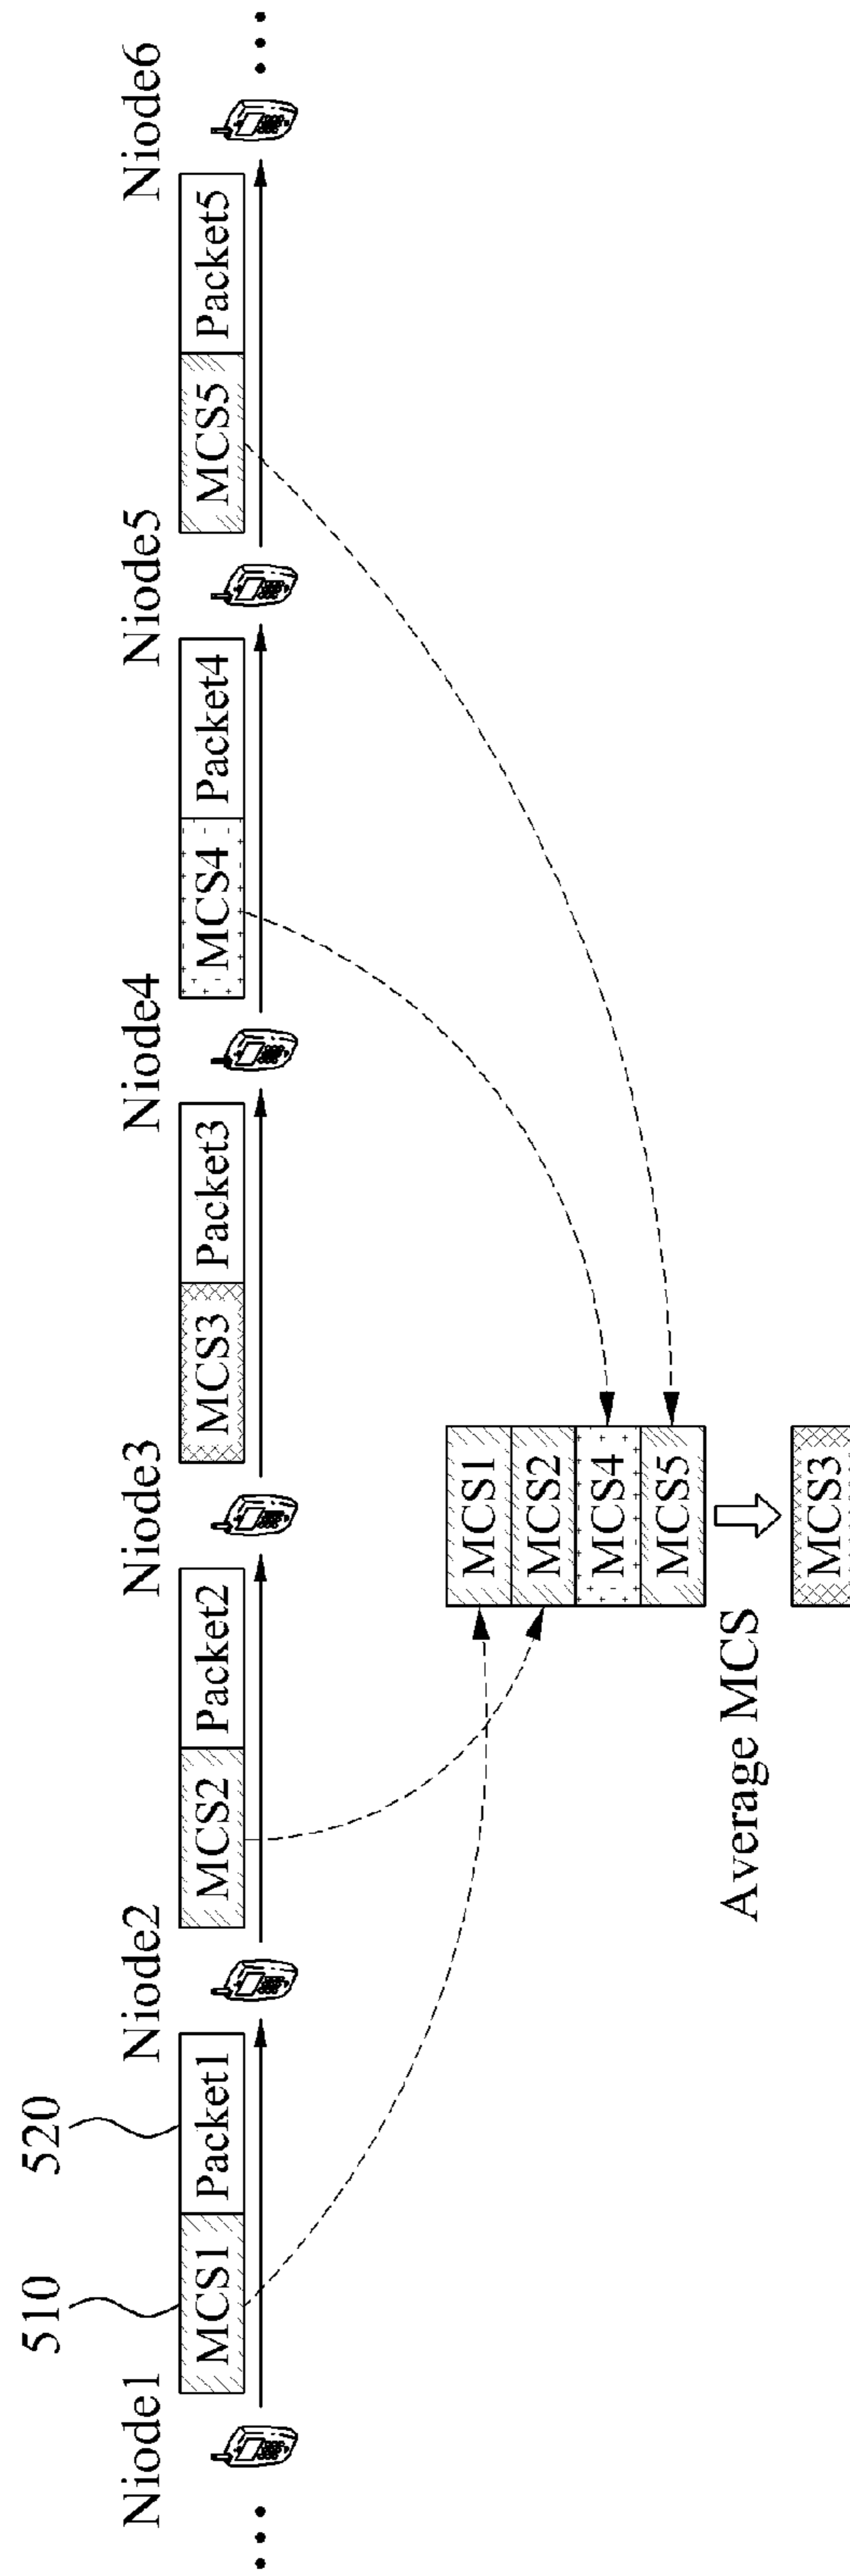 510 520
Niode1 Niode2 Niode3 Niode4 Niode5 Niode6
MCS1 Packet1 MCS2 Packet2 MCS3 Packet3 MCS4 Packet4 MCS5 Packet5
MCS1
MCS2
MCS4
MCS5
Average MCS
MCS3